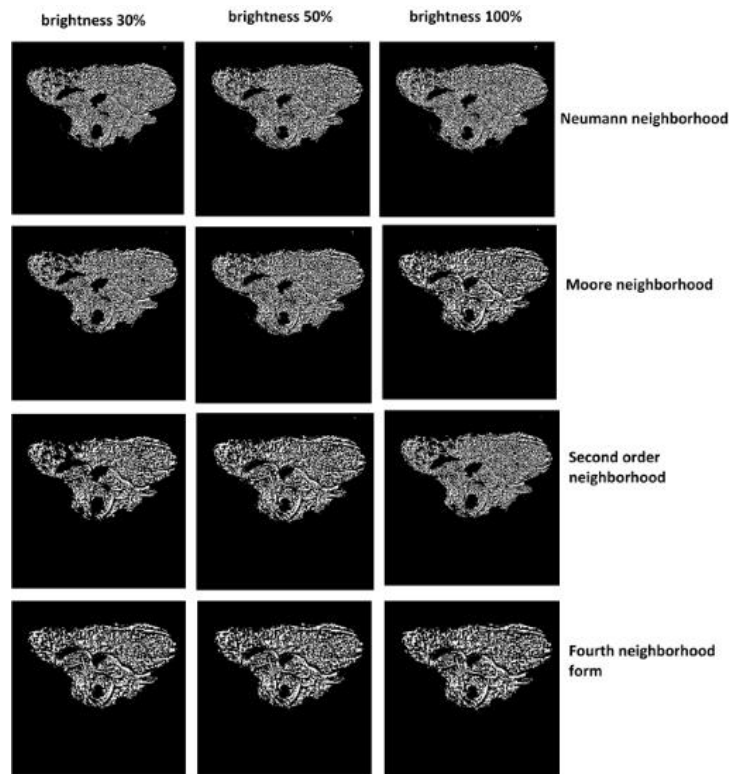 brightness 30%
brightness 50%
brightness 100%
Neumann neighborhood
Moore neighborhood
Second order
neighborhood
Fourth neighborhood
form